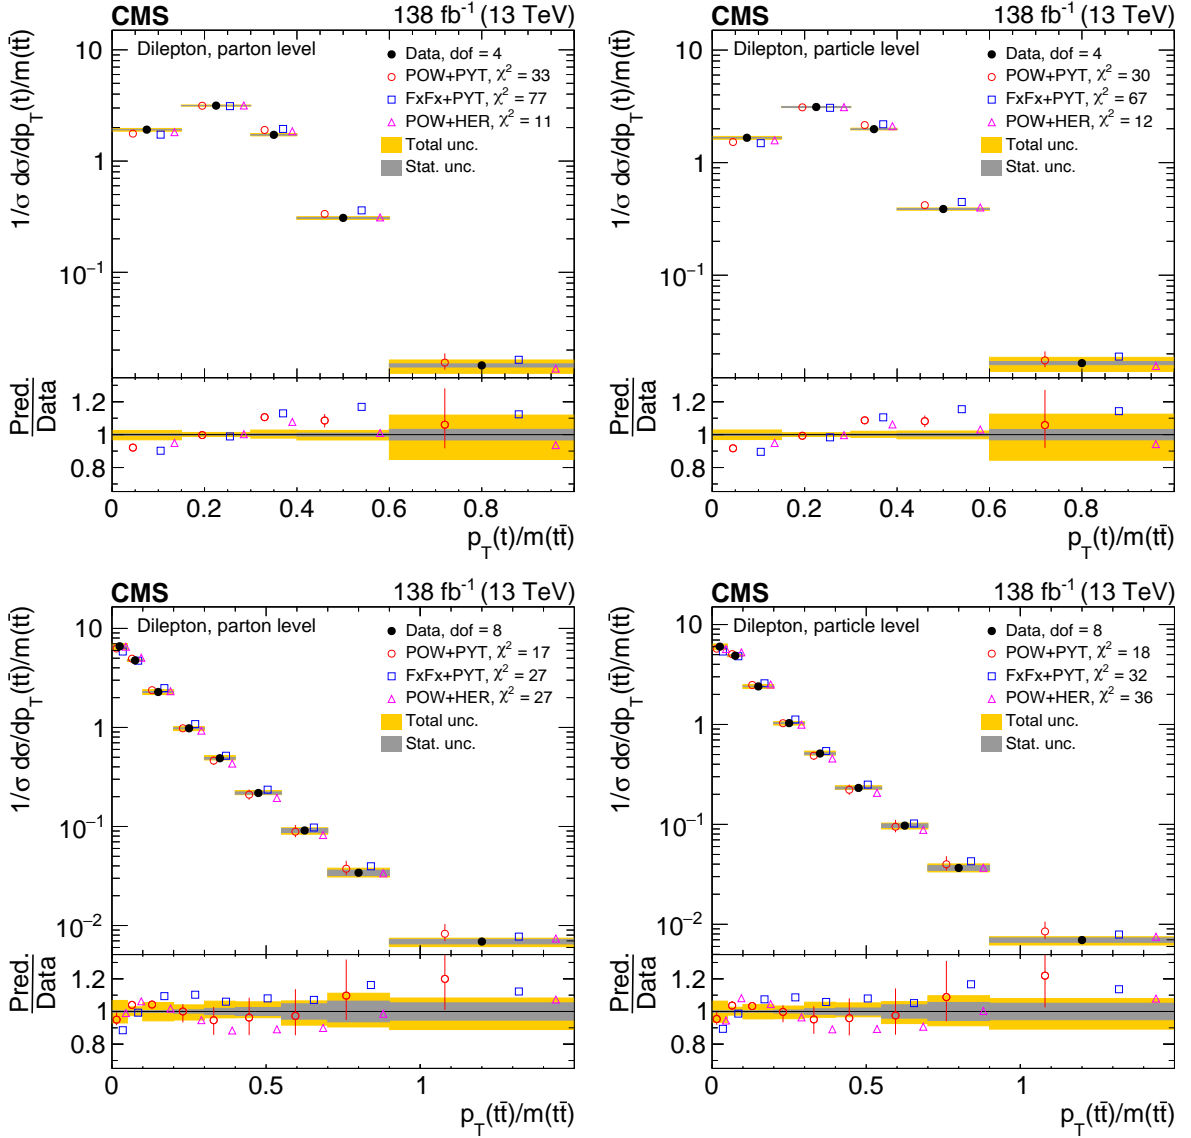 CMS 138 fb⁻¹ (13 TeV)
Dilepton, parton level
Data, dof = 4
POW+PYT, χ² = 33
FxFx+PYT, χ² = 77
POW+HER, χ² = 11
Total unc.
Stat. unc.
1/σ dσ/dp_T(t)/m(tt̄)
10
1
10⁻¹
Pred.
Data
1.2
1
0.8
0 0.2 0.4 0.6 0.8
p_T(t)/m(tt̄)
CMS 138 fb⁻¹ (13 TeV)
Dilepton, particle level
Data, dof = 4
POW+PYT, χ² = 30
FxFx+PYT, χ² = 67
POW+HER, χ² = 12
Total unc.
Stat. unc.
1/σ dσ/dp_T(t)/m(tt̄)
10
1
10⁻¹
Pred.
Data
1.2
1
0.8
0 0.2 0.4 0.6 0.8
p_T(t)/m(tt̄)
CMS 138 fb⁻¹ (13 TeV)
Dilepton, parton level
Data, dof = 8
POW+PYT, χ² = 17
FxFx+PYT, χ² = 27
POW+HER, χ² = 27
Total unc.
Stat. unc.
1/σ dσ/dp_T(tt̄)/m(tt̄)
10
1
10⁻¹
10⁻²
Pred.
Data
1.2
1
0.8
0 0.5 1
p_T(tt̄)/m(tt̄)
CMS 138 fb⁻¹ (13 TeV)
Dilepton, particle level
Data, dof = 8
POW+PYT, χ² = 18
FxFx+PYT, χ² = 32
POW+HER, χ² = 36
Total unc.
Stat. unc.
1/σ dσ/dp_T(tt̄)/m(tt̄)
10
1
10⁻¹
10⁻²
Pred.
Data
1.2
1
0.8
0 0.5 1
p_T(tt̄)/m(tt̄)